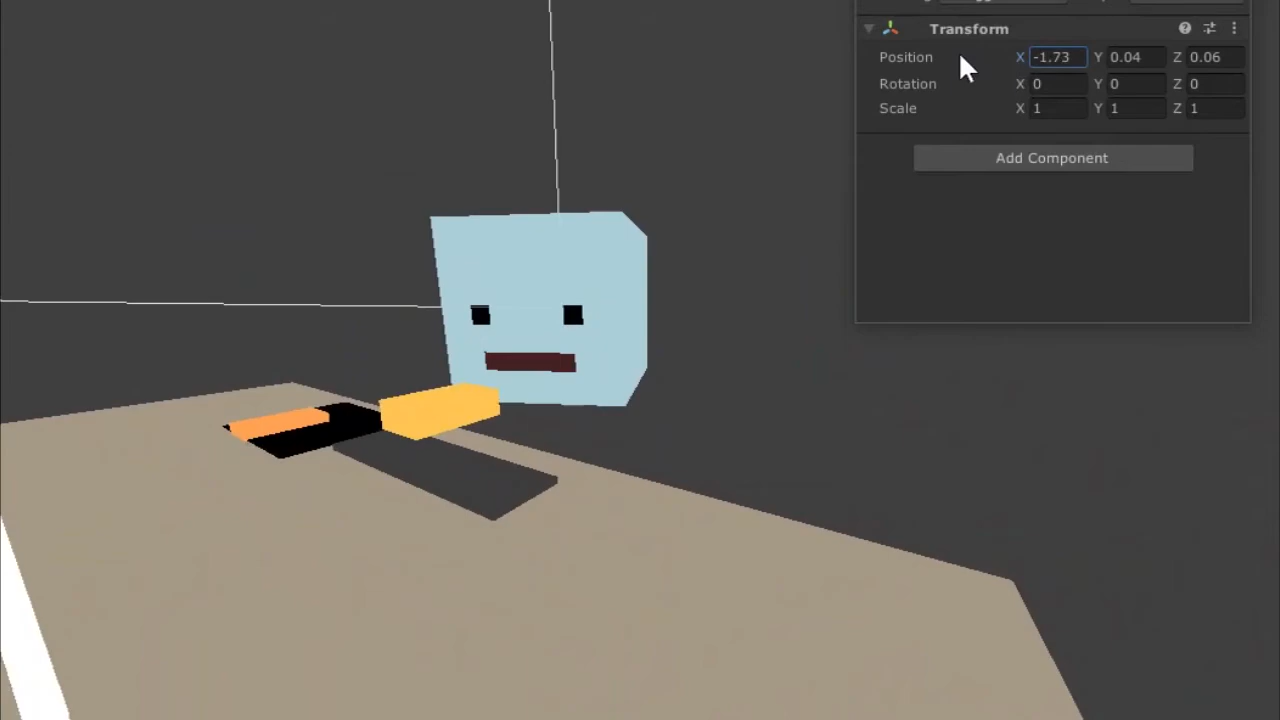 Transform
Position X -1.73 Y 0.04 Z 0.06
Rotation X 0 Y 0 Z 0
Scale X 1 Y 1 Z 1
Add Component